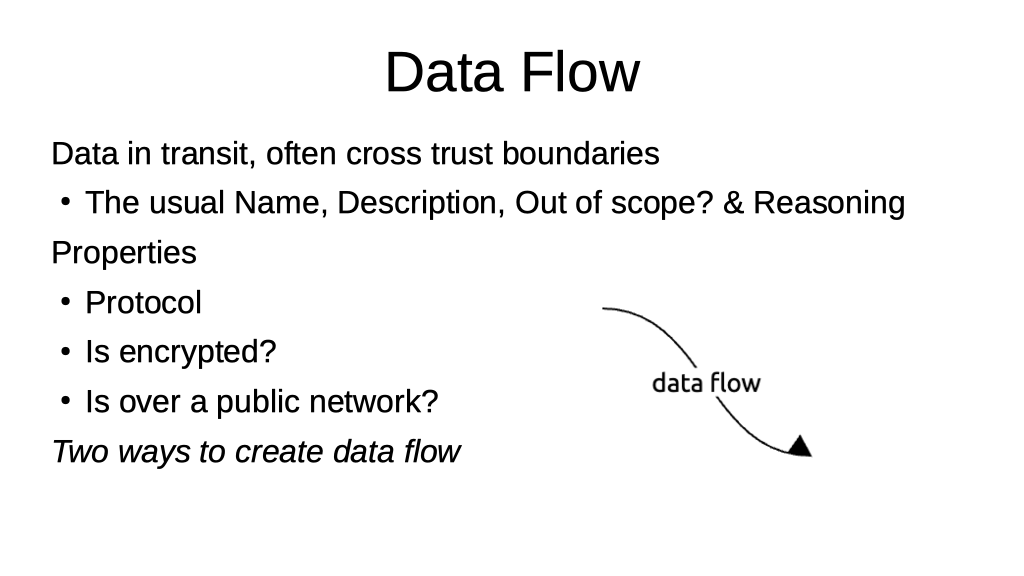 Data Flow
Data in transit, often cross trust boundaries
• The usual Name, Description, Out of scope? & Reasoning
Properties
• Protocol
• Is encrypted?
• Is over a public network?
Two ways to create data flow
data flow